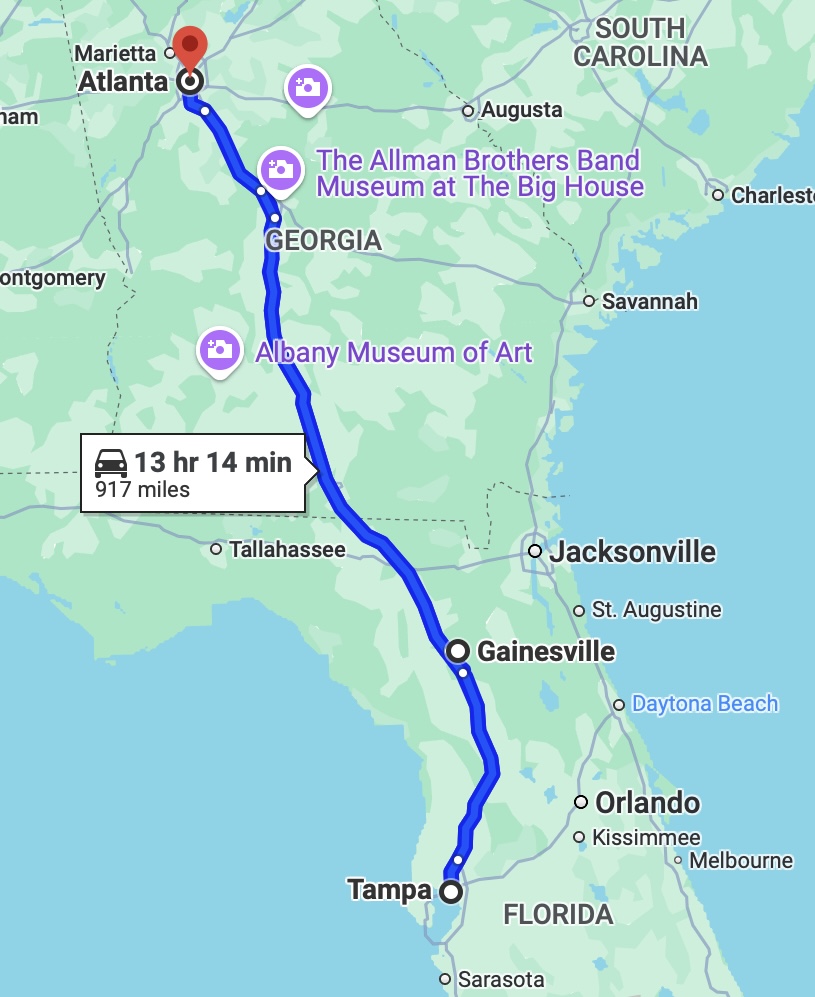 SOUTH
CAROLINA
Marietta
Atlanta
Augusta
ham
The Allman Brothers Band
Museum at The Big House
Charlest
GEORGIA
ontgomery
Savannah
Albany Museum of Art
13 hr 14 min
917 miles
Tallahassee
Jacksonville
St. Augustine
Gainesville
Daytona Beach
Orlando
Kissimmee
Melbourne
Tampa
FLORIDA
Sarasota